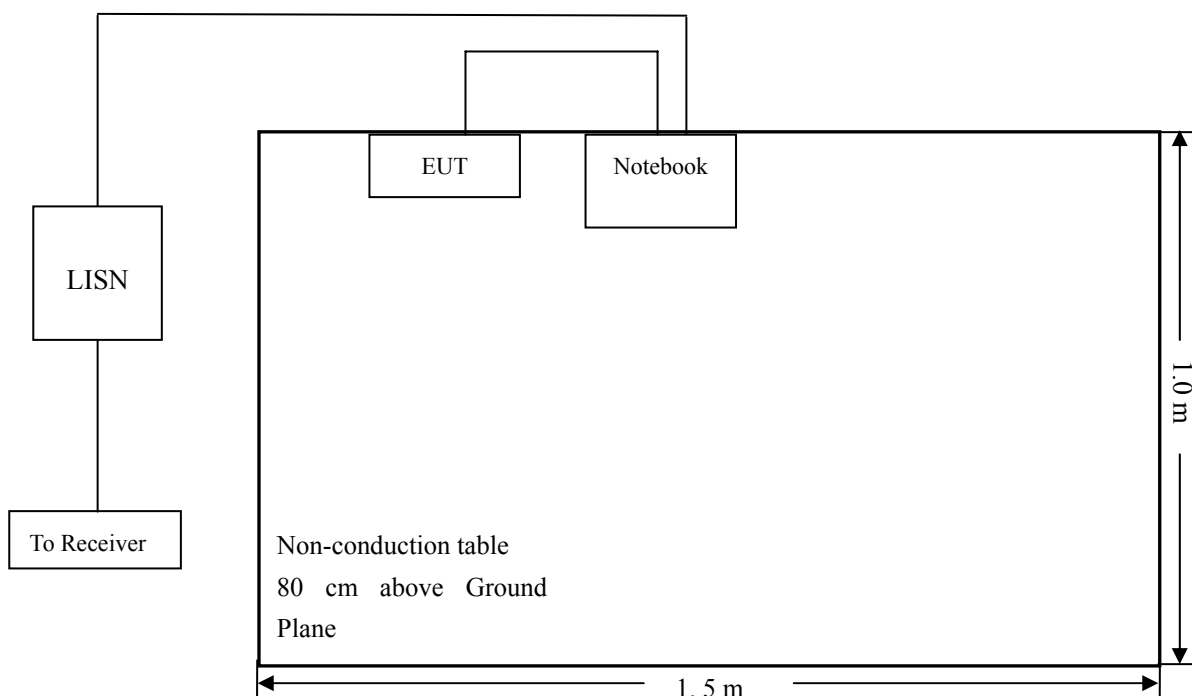 EUT
Notebook
LISN
1.0 m
To Receiver
Non-conduction table
80 cm above Ground
Plane
1. 5 m